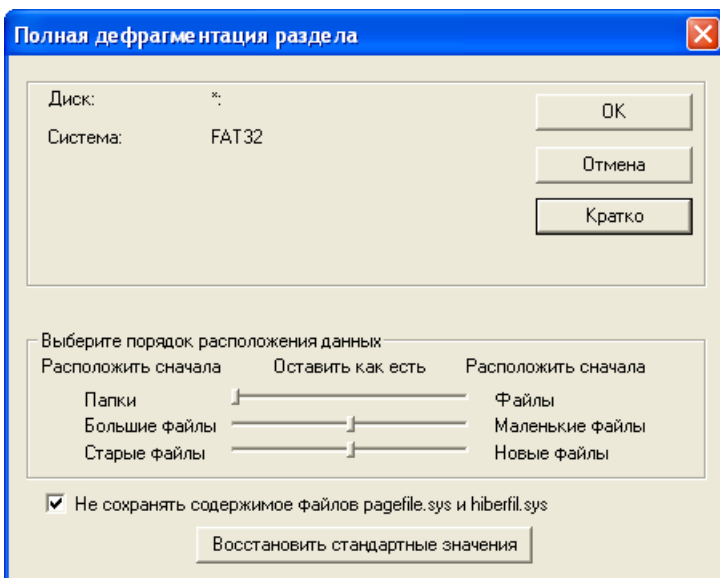 Полная дефрагментация раздела
Диск: *:
OK
Система: FAT32
Отмена
Кратко
Выберите порядок расположения данных
Расположить сначала Оставить как есть Расположить сначала
Папки Файлы
Большие файлы Маленькие файлы
Старые файлы Новые файлы
Не сохранять содержимое файлов pagefile.sys и hiberfil.sys
Восстановить стандартные значения